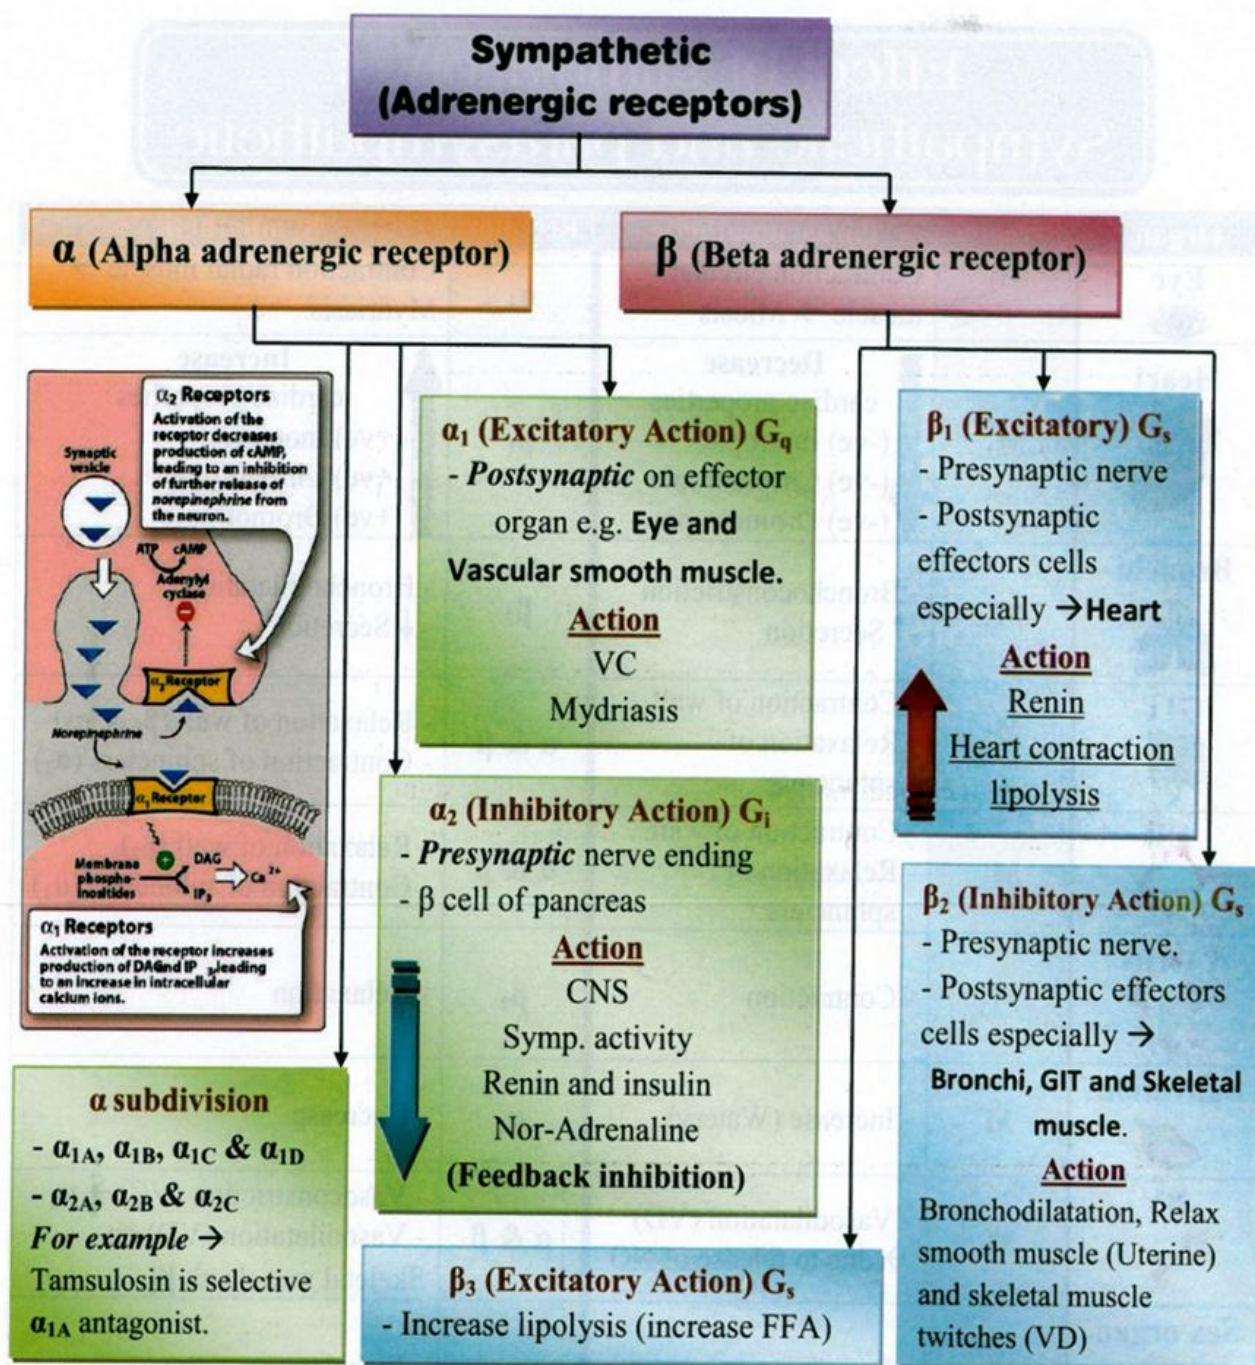 Sympathetic
(Adrenergic receptors)
α (Alpha adrenergic receptor)
β (Beta adrenergic receptor)
α₂ Receptors
Activation of the
receptor decreases
production of cAMP,
leading to an inhibition
of further release of
norepinephrine from
the neuron.
Synaptic
vesicle
ATP cAMP
Adenylyl
cyclase
α₂ Receptor
Norepinephrine
α₁ Receptor
Membrane
phospho-
inositides
DAG
IP₃
Ca 2+
α₁ Receptors
Activation of the receptor increases
production of DAGnd IP ₃,leading
to an increase in intracellular
calcium ions.
α₁ (Excitatory Action) Gq
- Postsynaptic on effector
organ e.g. Eye and
Vascular smooth muscle.
Action
VC
Mydriasis
β₁ (Excitatory) Gs
- Presynaptic nerve
- Postsynaptic
effectors cells
especially → Heart
Action
Renin
Heart contraction
lipolysis
α₂ (Inhibitory Action) Gi
- Presynaptic nerve ending
- β cell of pancreas
Action
CNS
Symp. activity
Renin and insulin
Nor-Adrenaline
(Feedback inhibition)
β₂ (Inhibitory Action) Gs
- Presynaptic nerve.
- Postsynaptic effectors
cells especially →
Bronchi, GIT and Skeletal
muscle.
Action
Bronchodilatation, Relax
smooth muscle (Uterine)
and skeletal muscle
twitches (VD)
α subdivision
- α1A, α1B, α1C & α1D
- α2A, α2B & α2C
For example →
Tamsulosin is selective
α1A antagonist.
β₃ (Excitatory Action) Gs
- Increase lipolysis (increase FFA)